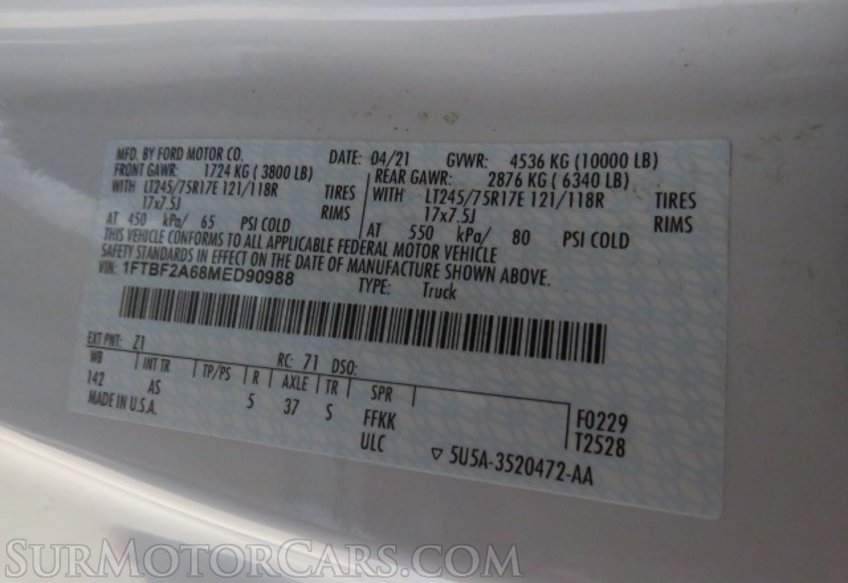 MFD. BY FORD MOTOR CO. DATE: 04/21 GVWR: 4536 KG (10000 LB)
FRONT GAWR: 1724 KG ( 3800 LB) REAR GAWR: 2876 KG ( 6340 LB)
WITH LT245/75R17E 121/118R TIRES WITH LT245/75R17E 121/118R TIRES
17x7.5J RIMS 17x7.5J RIMS
AT 450 kPa/ 65 PSI COLD AT 550 kPa/ 80 PSI COLD
THIS VEHICLE CONFORMS TO ALL APPLICABLE FEDERAL MOTOR VEHICLE
SAFETY STANDARDS IN EFFECT ON THE DATE OF MANUFACTURE SHOWN ABOVE.
VIN: 1FTBF2A68MED90988 TYPE: Truck
EXT PNT: Z1 RC: 71 DSO:
WB INT TR TP/PS R AXLE TR SPR
142 AS 5 37 S FFKK F0229
MADE IN U.S.A. ULC T2528
▽ 5U5A-3520472-AA
SURMOTORCARS.COM